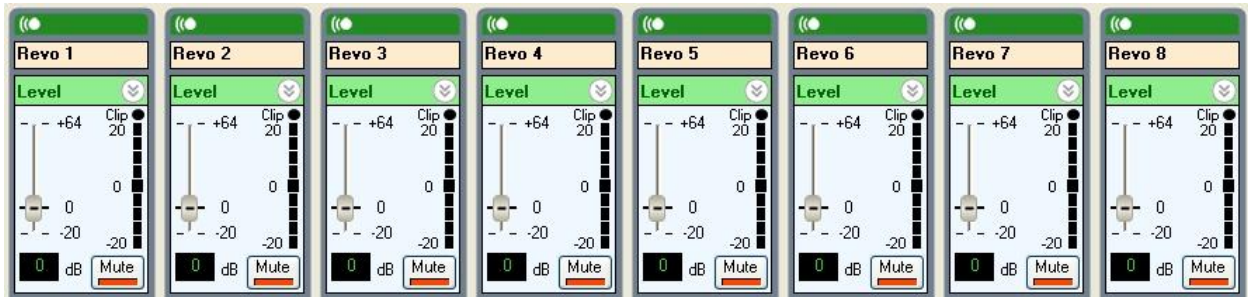 Revo 1 Revo 2 Revo 3 Revo 4 Revo 5 Revo 6 Revo 7 Revo 8
Level Level Level Level Level Level Level Level
+64 Clip +64 Clip +64 Clip +64 Clip +64 Clip +64 Clip +64 Clip +64 Clip
20 20 20 20 20 20 20 20
0 0 0 0 0 0 0 0
0 0 0 0 0 0 0 0
-20 -20 -20 -20 -20 -20 -20 -20 -20 -20 -20 -20 -20 -20 -20 -20
0 dB Mute 0 dB Mute 0 dB Mute 0 dB Mute 0 dB Mute 0 dB Mute 0 dB Mute 0 dB Mute